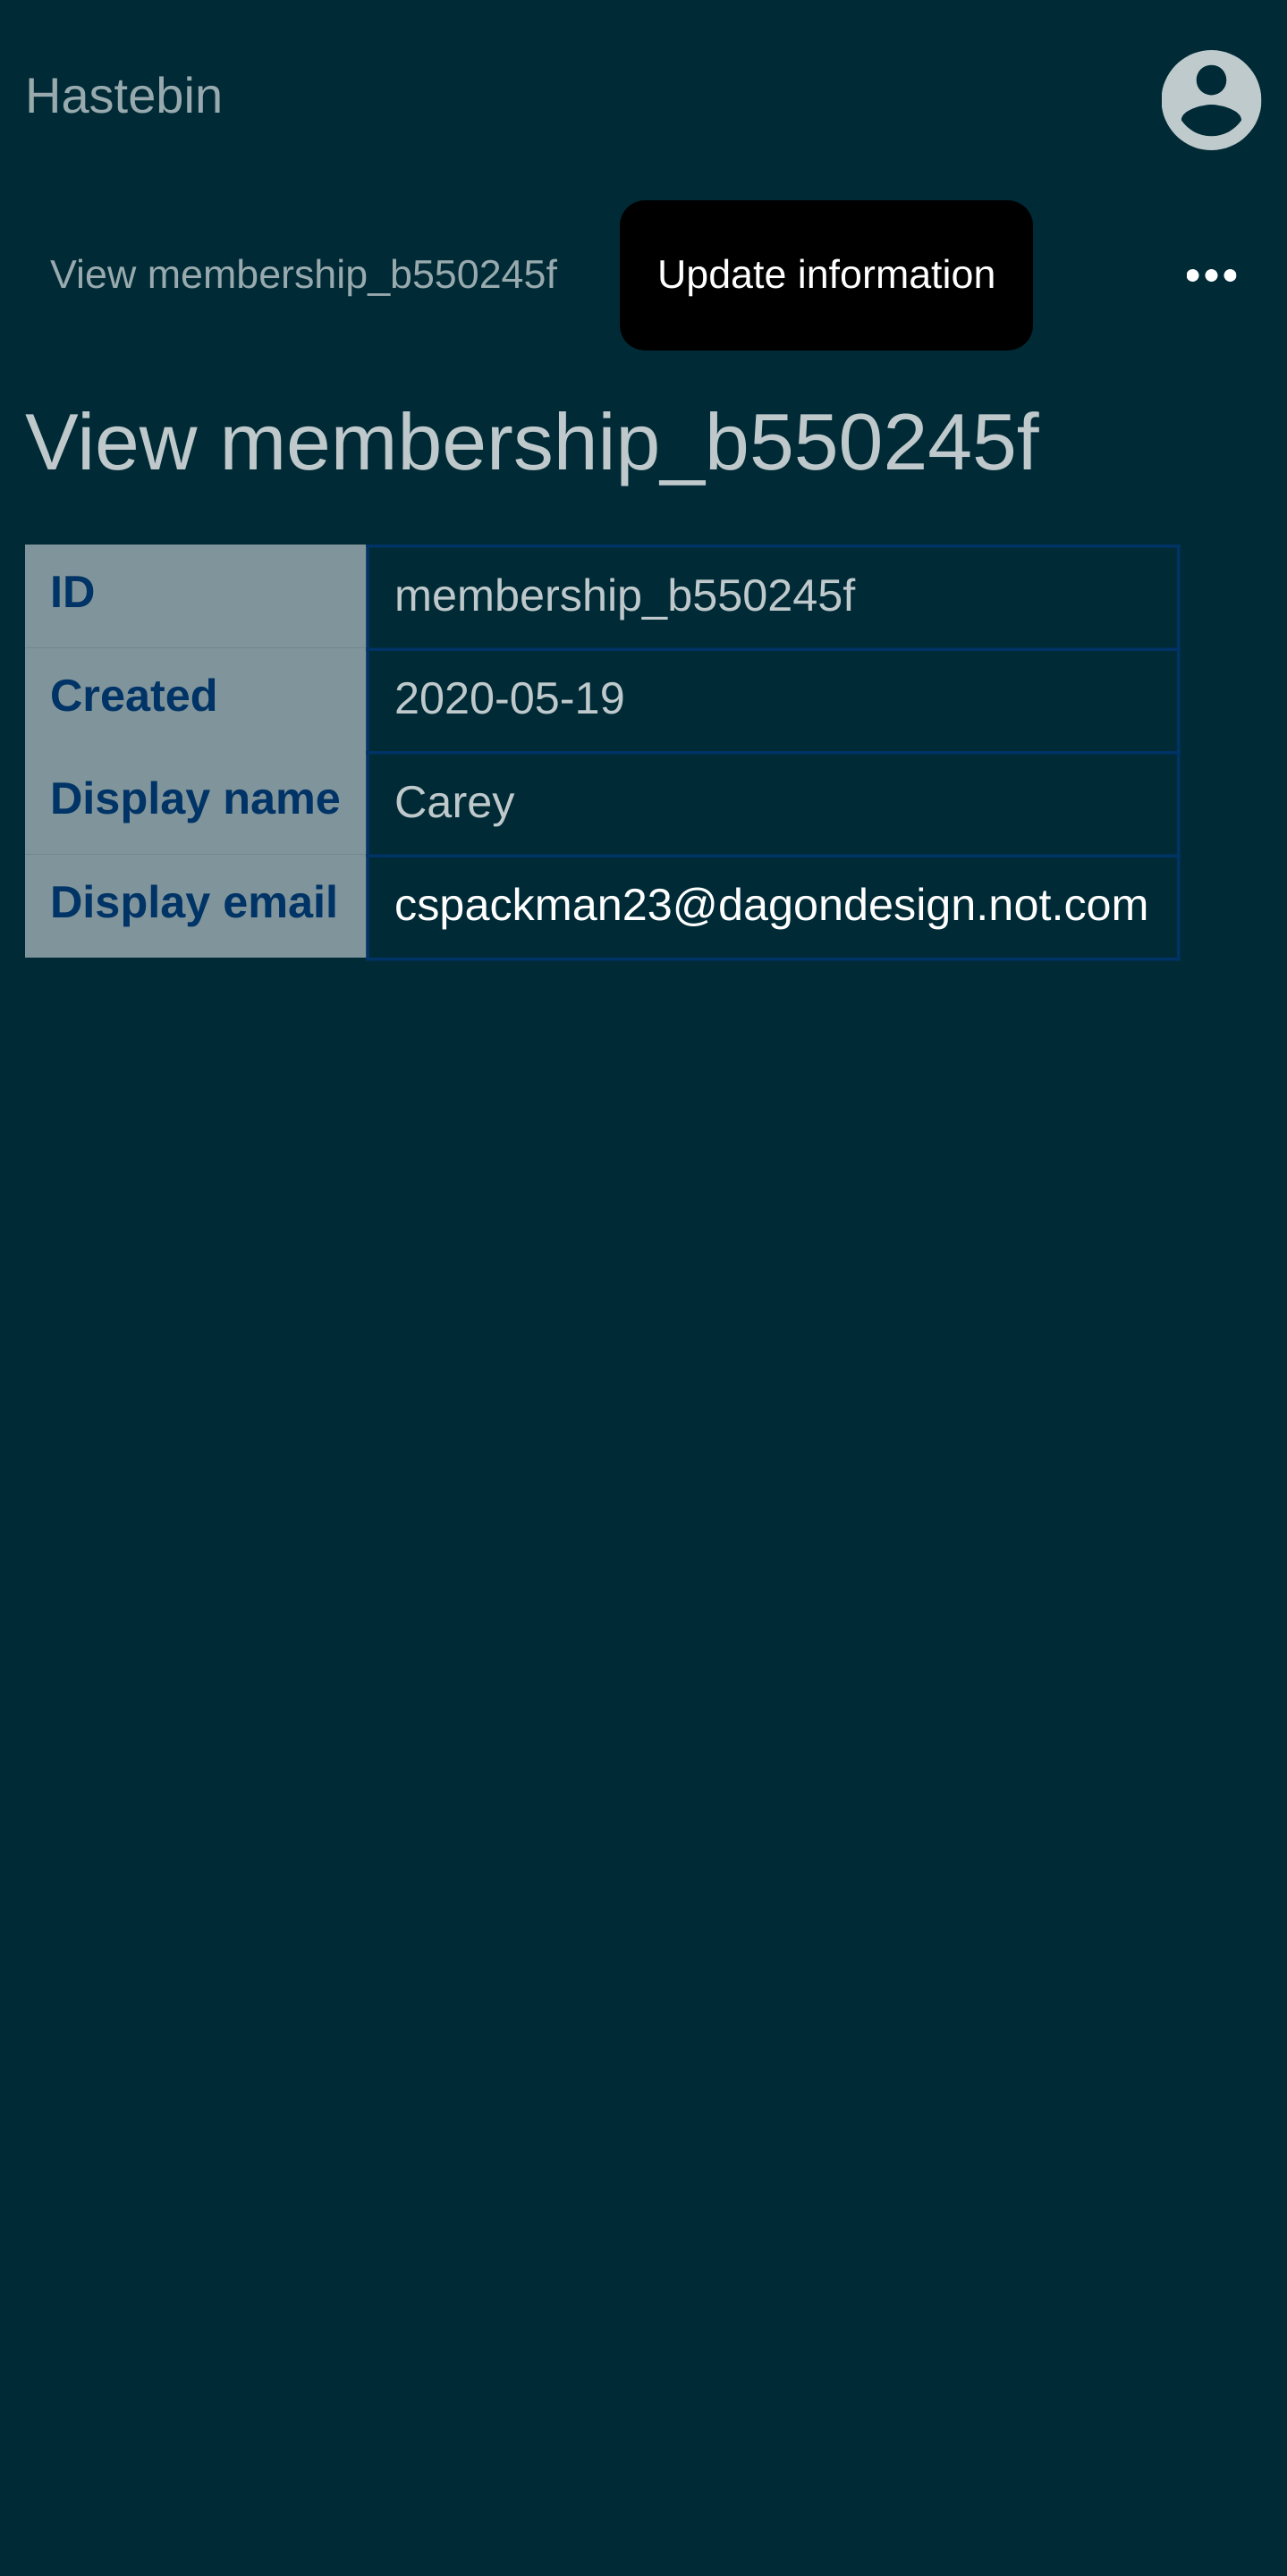 Hastebin
View membership_b550245f Update information
View membership_b550245f
ID membership_b550245f
Created 2020-05-19
Display name Carey
Display email cspackman23@dagondesign.not.com